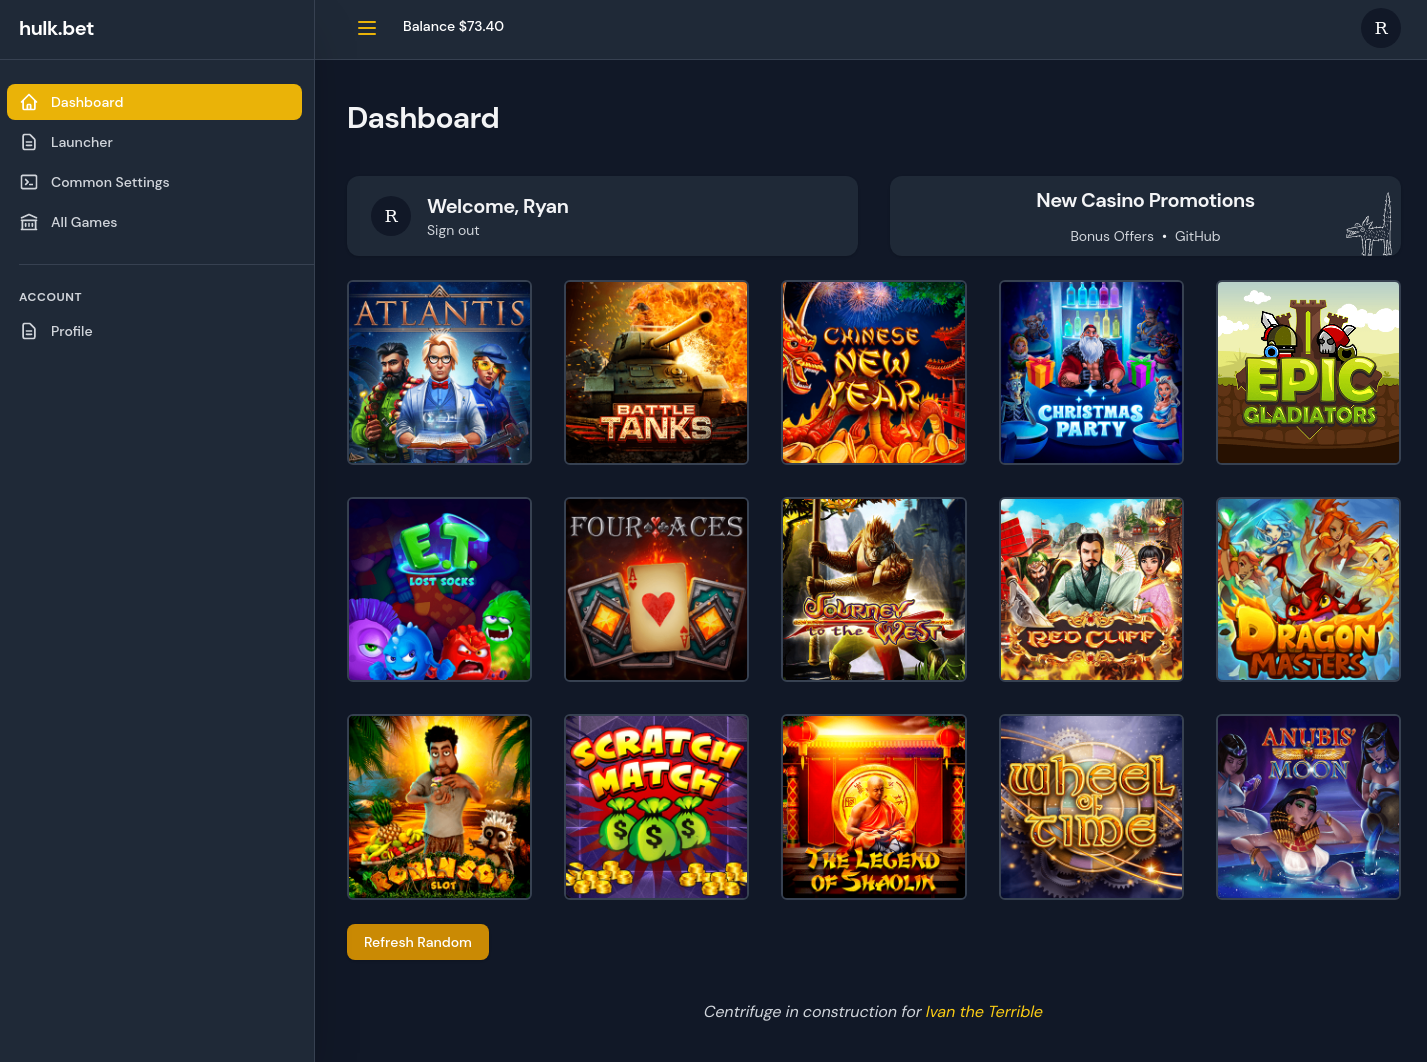 hulk.bet
Balance $73.40
R
Dashboard
Launcher
Common Settings
All Games
ACCOUNT
Profile
Dashboard
R
Welcome, Ryan
Sign out
New Casino Promotions
Bonus Offers • GitHub
ATLANTIS
BATTLE
TANKS
CHINESE
NEW
YEAR
CHRISTMAS
PARTY
EPIC
GLADIATORS
E.T.
LOST SOCKS
FOUR ACES
A
A
JOURNEY
to the WEST
RED CLIFF
DRAGON
MASTERS
ROBINSON
SLOT
SCRATCH
MATCH
$ $ $
THE LEGEND
OF SHAOLIN
WHEEL
OF
TIME
ANUBIS'
MOON
Refresh Random
Centrifuge in construction for Ivan the Terrible